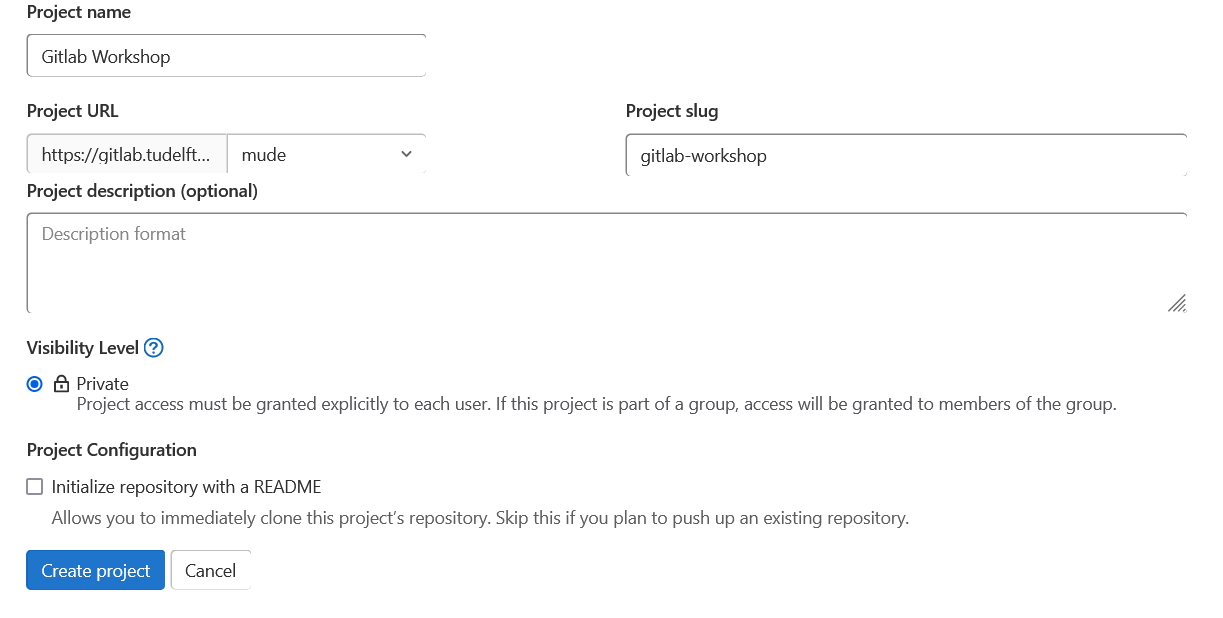 Project name
Gitlab Workshop
Project URL
Project slug
https://gitlab.tudelft... mude
gitlab-workshop
Project description (optional)
Description format
Visibility Level
Private
Project access must be granted explicitly to each user. If this project is part of a group, access will be granted to members of the group.
Project Configuration
Initialize repository with a README
Allows you to immediately clone this project’s repository. Skip this if you plan to push up an existing repository.
Create project Cancel